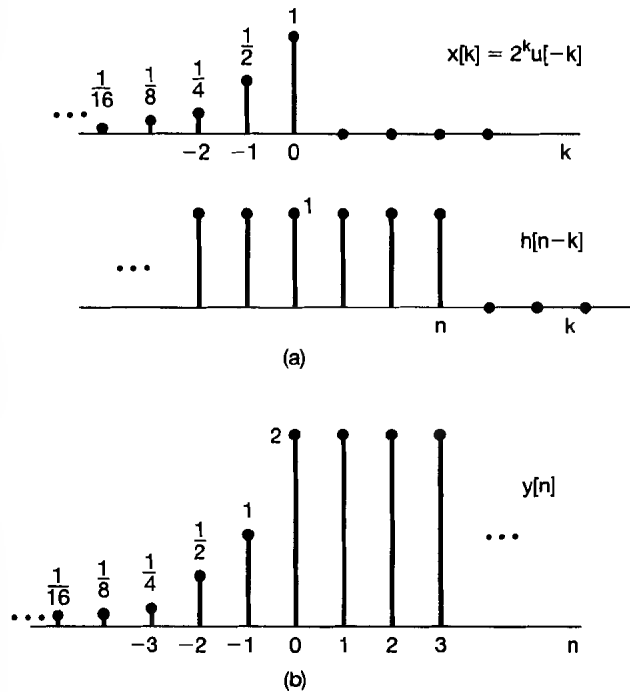 1
1/16 1/8 1/4 1/2
x[k] = 2^k u[−k]
...
−2 −1 0 k
1
h[n−k]
...
n k
(a)
2
y[n]
1/16 1/8 1/4 1/2 1
...
...
−3 −2 −1 0 1 2 3 n
(b)